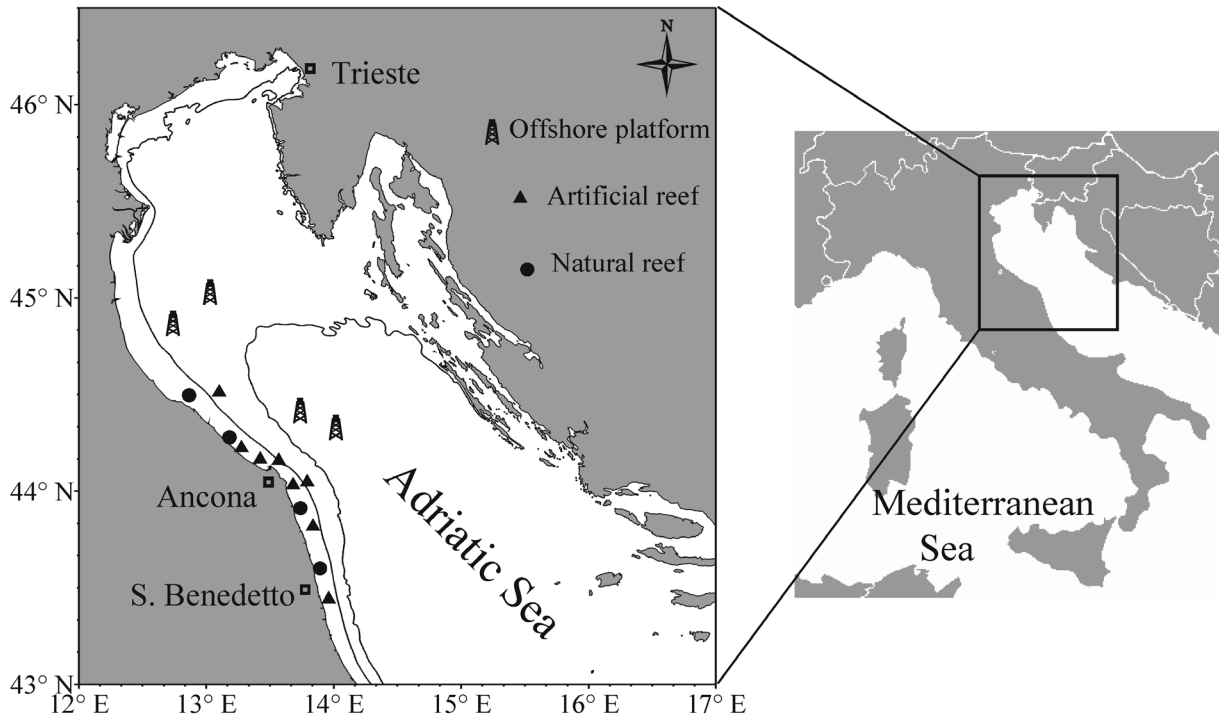 N
Trieste
46° N
Offshore platform
Artificial reef
Natural reef
45° N
44° N
Ancona
Adriatic Sea
S. Benedetto
43° N
12° E
13° E
14° E
15° E
16° E
17° E
Mediterranean
Sea